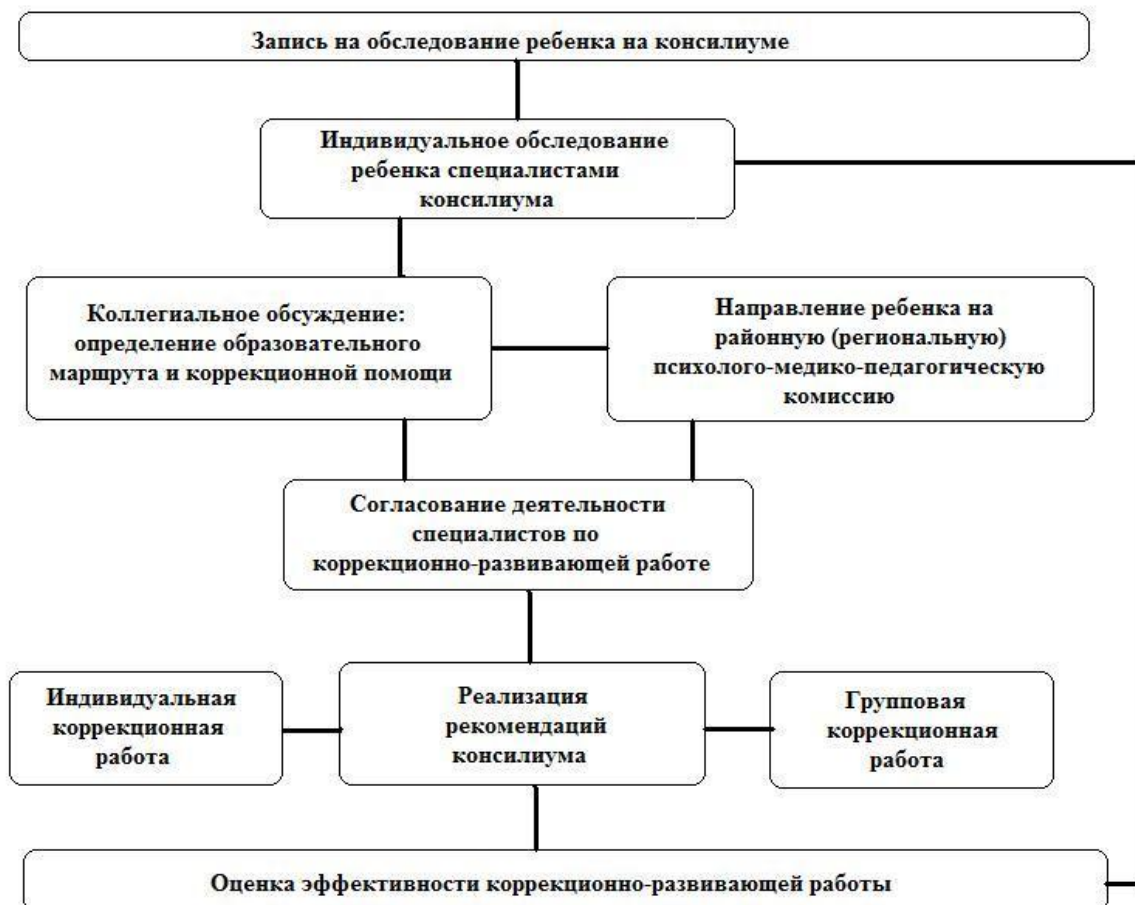 Запись на обследование ребенка на консилиуме
Индивидуальное обследование
ребенка специалистами
консилиума
Коллегиальное обсуждение:
определение образовательного
маршрута и коррекционной помощи
Направление ребенка на
районную (региональную)
психолого-медико-педагогическую
комиссию
Согласование деятельности
специалистов по
коррекционно-развивающей работе
Индивидуальная
коррекционная
работа
Реализация
рекомендаций
консилиума
Групповая
коррекционная
работа
Оценка эффективности коррекционно-развивающей работы